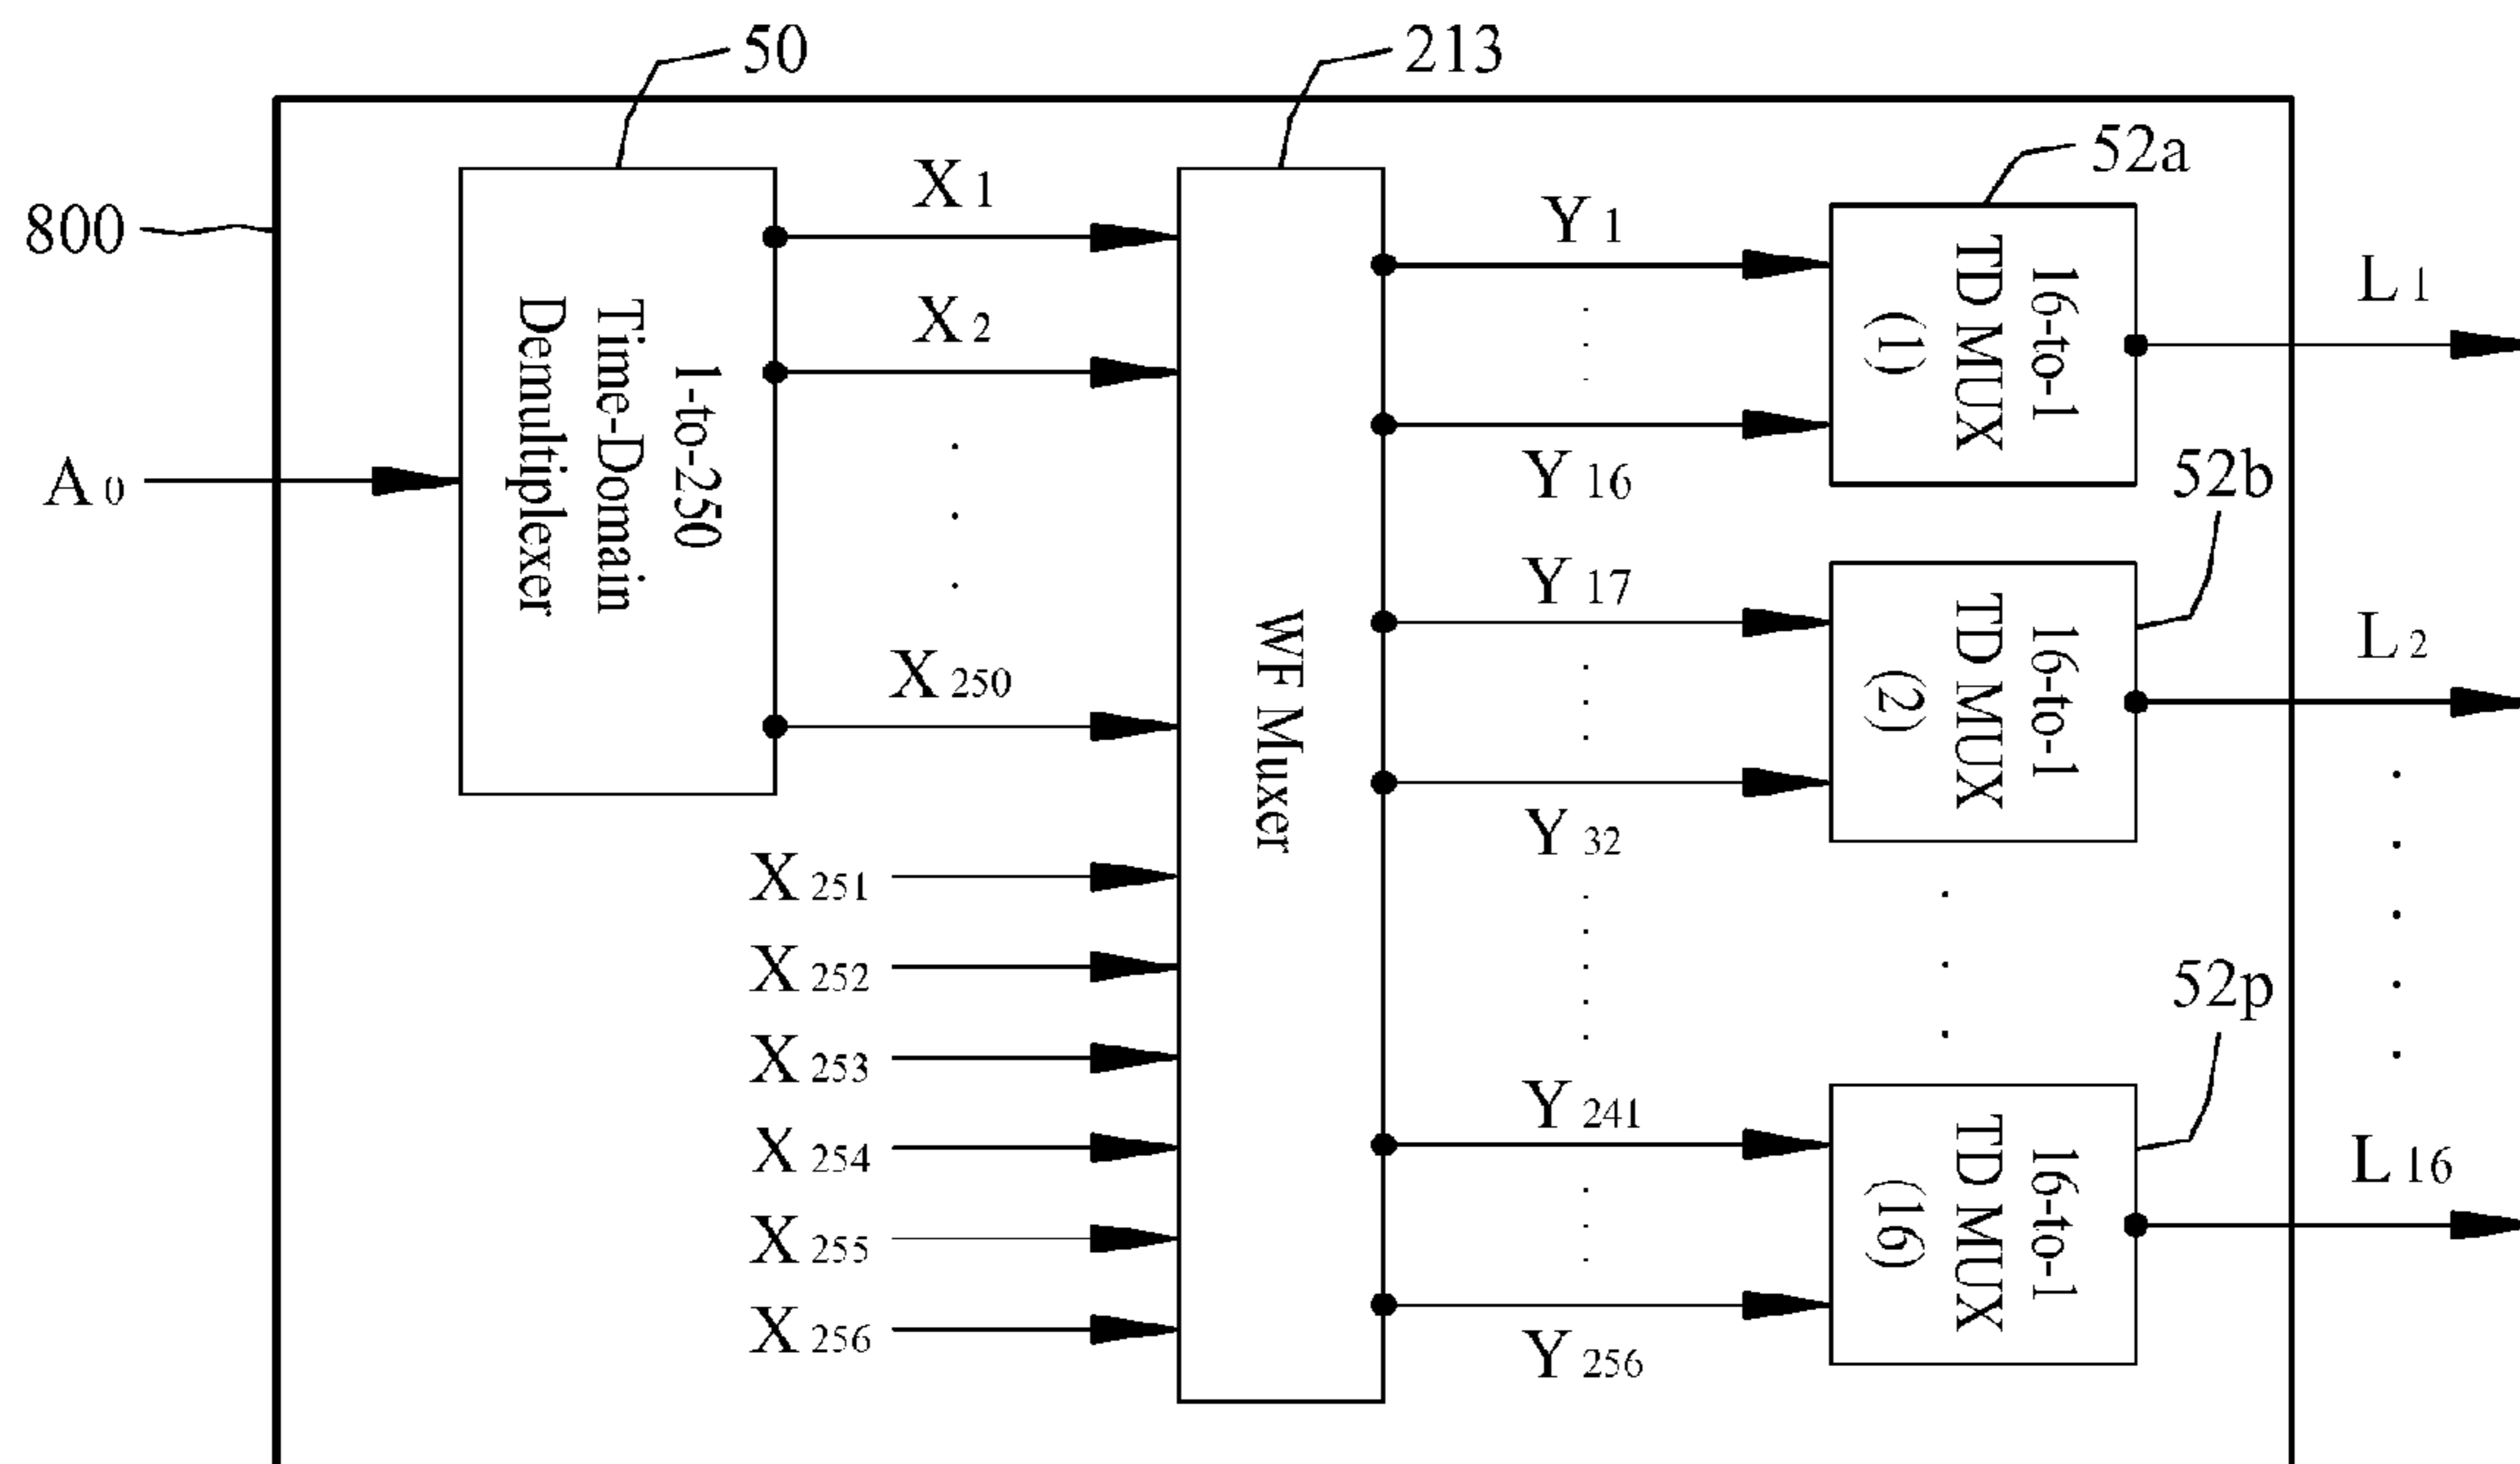 50
213
800
A0
1-to-250
Time-Domain
Demultiplexer
X1
X2
X250
X251
X252
X253
X254
X255
X256
WF Muxer
Y1
Y16
Y17
Y32
Y241
Y256
52a
16-to-1
TD MUX
(1)
L1
52b
16-to-1
TD MUX
(2)
L2
52p
16-to-1
TD MUX
(16)
L16